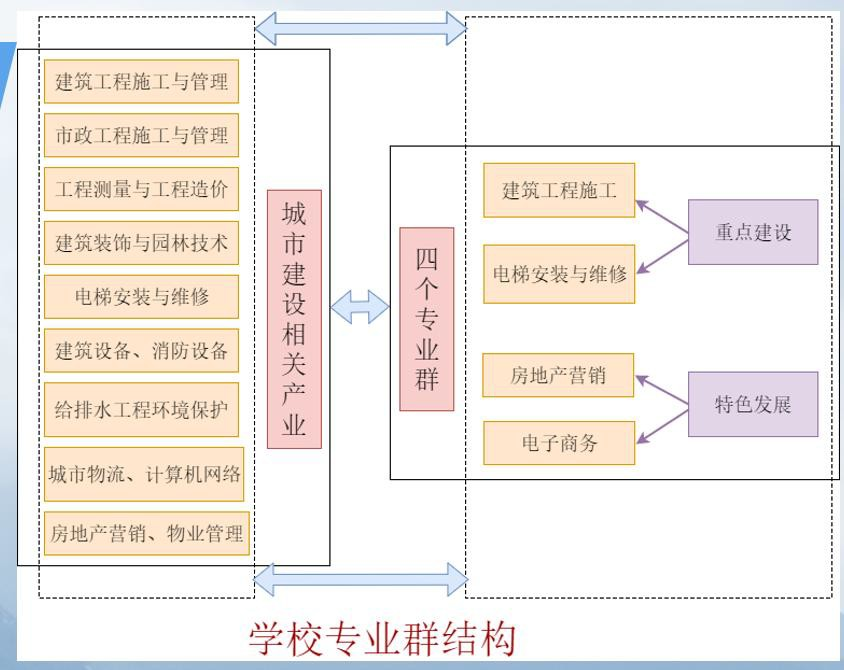 建筑工程施工与管理
市政工程施工与管理
工程测量与工程造价
建筑装饰与园林技术
电梯安装与维修
建筑设备、消防设备
给排水工程环境保护
城市物流、计算机网络
房地产营销、物业管理
城市建设相关产业
四个专业群
建筑工程施工
电梯安装与维修
房地产营销
电子商务
重点建设
特色发展
学校专业群结构